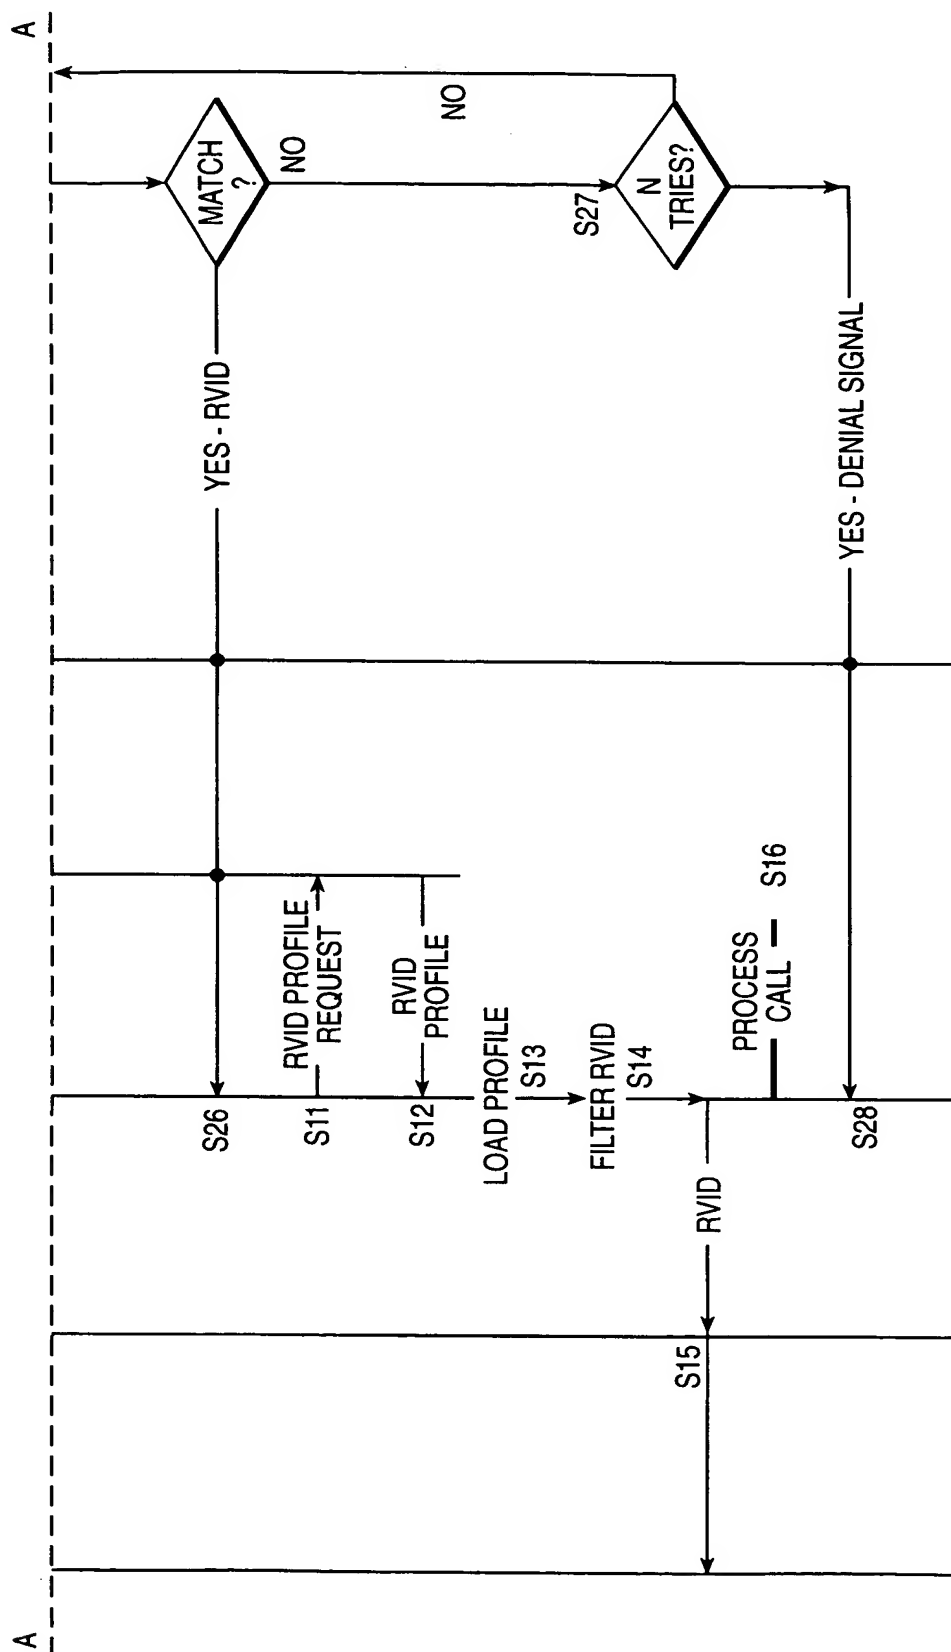 A
A
MATCH
?
YES - RVID
S26
NO
RVID PROFILE
REQUEST
S11
RVID
PROFILE
S12
NO
LOAD PROFILE
S13
FILTER RVID
S14
S27
N
TRIES?
RVID
S15
PROCESS
CALL
S16
YES - DENIAL SIGNAL
S28